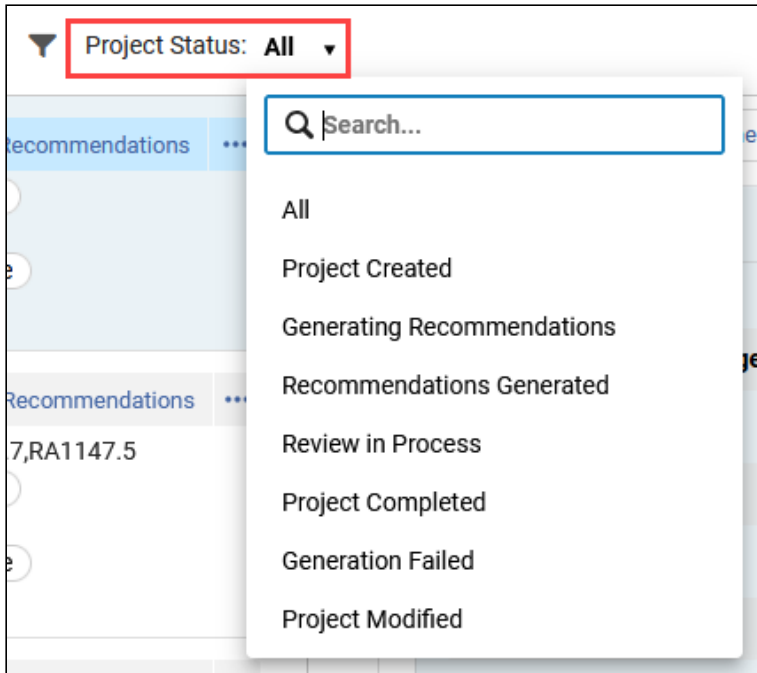 Project Status: All
Search...
Recommendations
All
Project Created
Generating Recommendations
Recommendations Generated
Recommendations
Review in Process
7,RA1147.5
Project Completed
Generation Failed
Project Modified